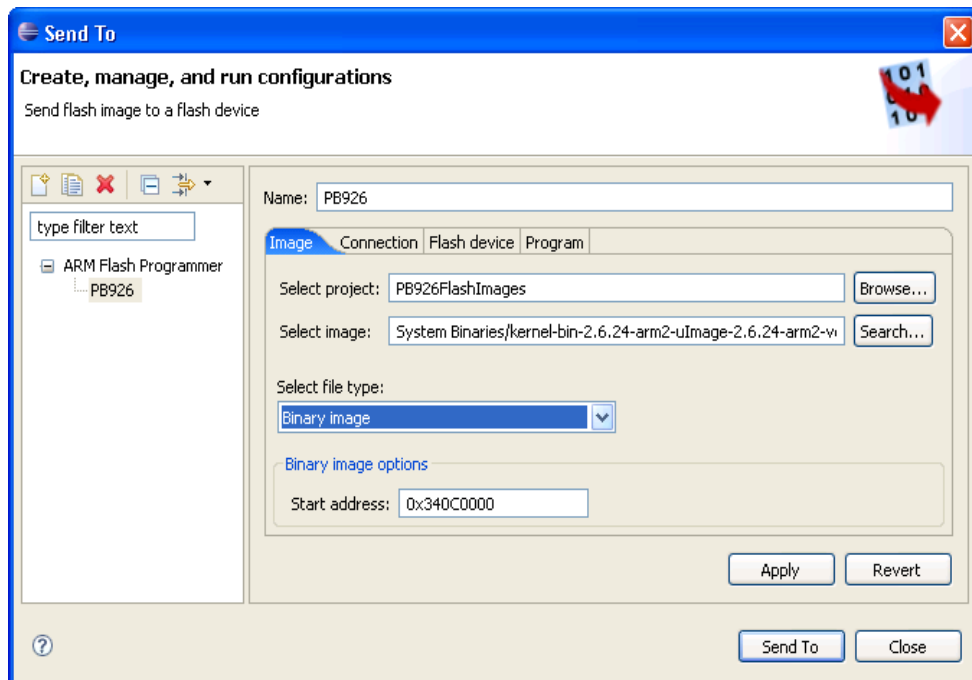 Send To
Create, manage, and run configurations
Send flash image to a flash device
101
010
10
type filter text
ARM Flash Programmer
PB926
Name: PB926
Image Connection Flash device Program
Select project: PB926FlashImages Browse...
Select image: System Binaries/kernel-bin-2.6.24-arm2-uImage-2.6.24-arm2-v Search...
Select file type:
Binary image
Binary image options
Start address: 0x340C0000
Apply Revert
? Send To Close